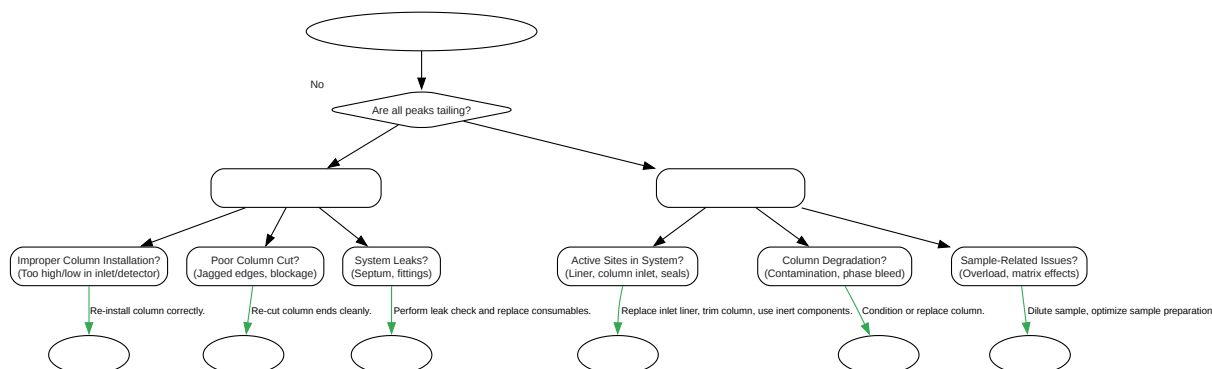 No
Are all peaks tailing?
Improper Column Installation?
(Too high/low in inlet/detector)
Poor Column Cut?
(Jagged edges, blockage)
System Leaks?
(Septum, fittings)
Active Sites in System?
(Liner, column inlet, seals)
Column Degradation?
(Contamination, phase bleed)
Sample-Related Issues?
(Overload, matrix effects)
Re-install column correctly.
Re-cut column ends cleanly.
Perform leak check and replace consumables.
Replace inlet liner, trim column, use inert components.
Condition or replace column.
Dilute sample, optimize sample preparation